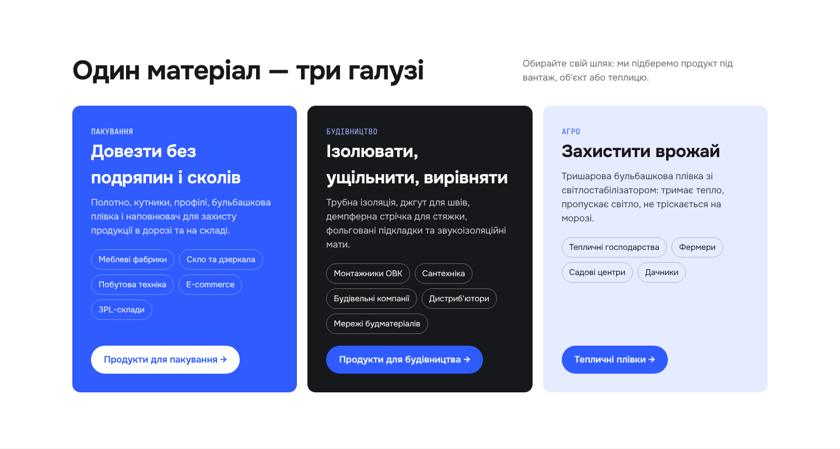 Один матеріал — три галузі
Обирайте свій шлях: ми підберемо продукт під
вантаж, об'єкт або теплицю.
ПАКУВАННЯ
Довезти без
подряпин і сколів
Полотно, кутники, профілі, бульбашкова
плівка і наповнювач для захисту
продукції в дорозі та на складі.
Меблеві фабрики
Скло та дзеркала
Побутова техніка
E-commerce
3PL-склади
Продукти для пакування →
БУДІВНИЦТВО
Ізолювати,
ущільнити, вирівняти
Трубна ізоляція, джгут для швів,
демпферна стрічка для стяжки,
фольговані підкладки та звукоізоляційні
мати.
Монтажники ОВК
Сантехніка
Будівельні компанії
Дистриб'ютори
Мережі будматеріалів
Продукти для будівництва →
АГРО
Захистити врожай
Тришарова бульбашкова плівка зі
світлостабілізатором: тримає тепло,
пропускає світло, не тріскається на
морозі.
Тепличні господарства
Фермери
Садові центри
Дачники
Тепличні плівки →